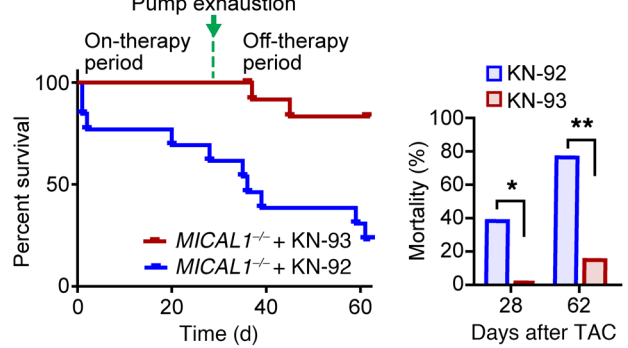 Pump exhaustion
On-therapy period
Off-therapy period
Percent survival
100
50
0
MICAL1⁻/⁻ + KN-93
MICAL1⁻/⁻ + KN-92
0 20 40 60
Time (d)
KN-92
KN-93
Mortality (%)
100
80
60
40
20
0
*
**
28 62
Days after TAC